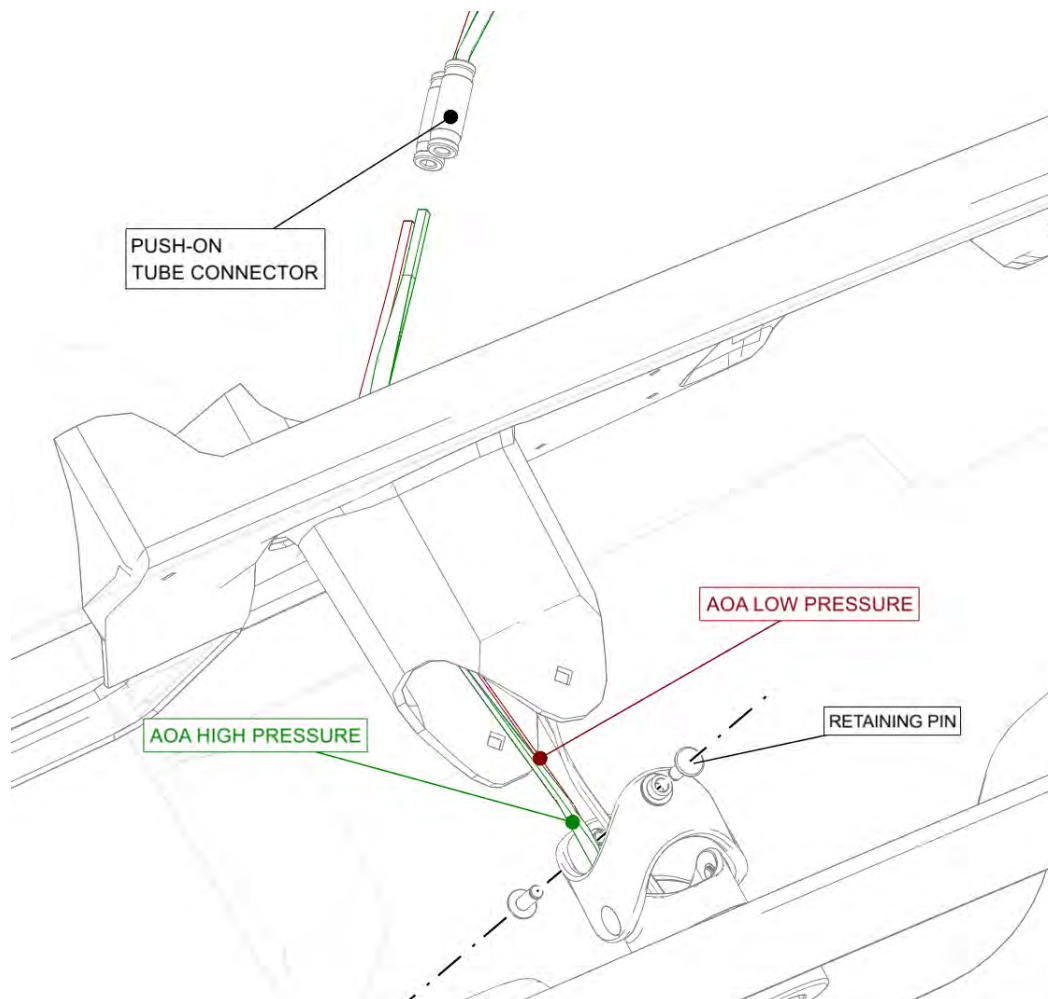 PUSH-ON
TUBE CONNECTOR
AOA LOW PRESSURE
RETAINING PIN
AOA HIGH PRESSURE